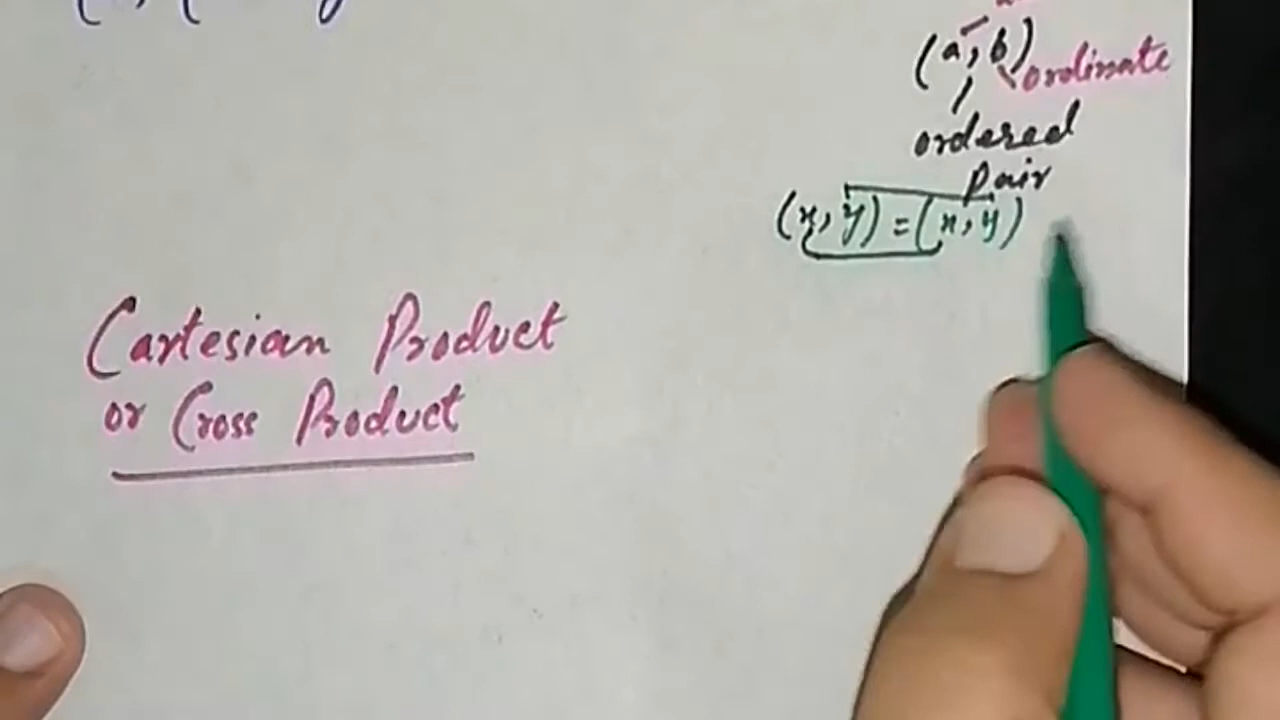 (a, b)
ordinate
ordered
pair
(x, y) = (x, y)
Cartesian Product
or Cross Product